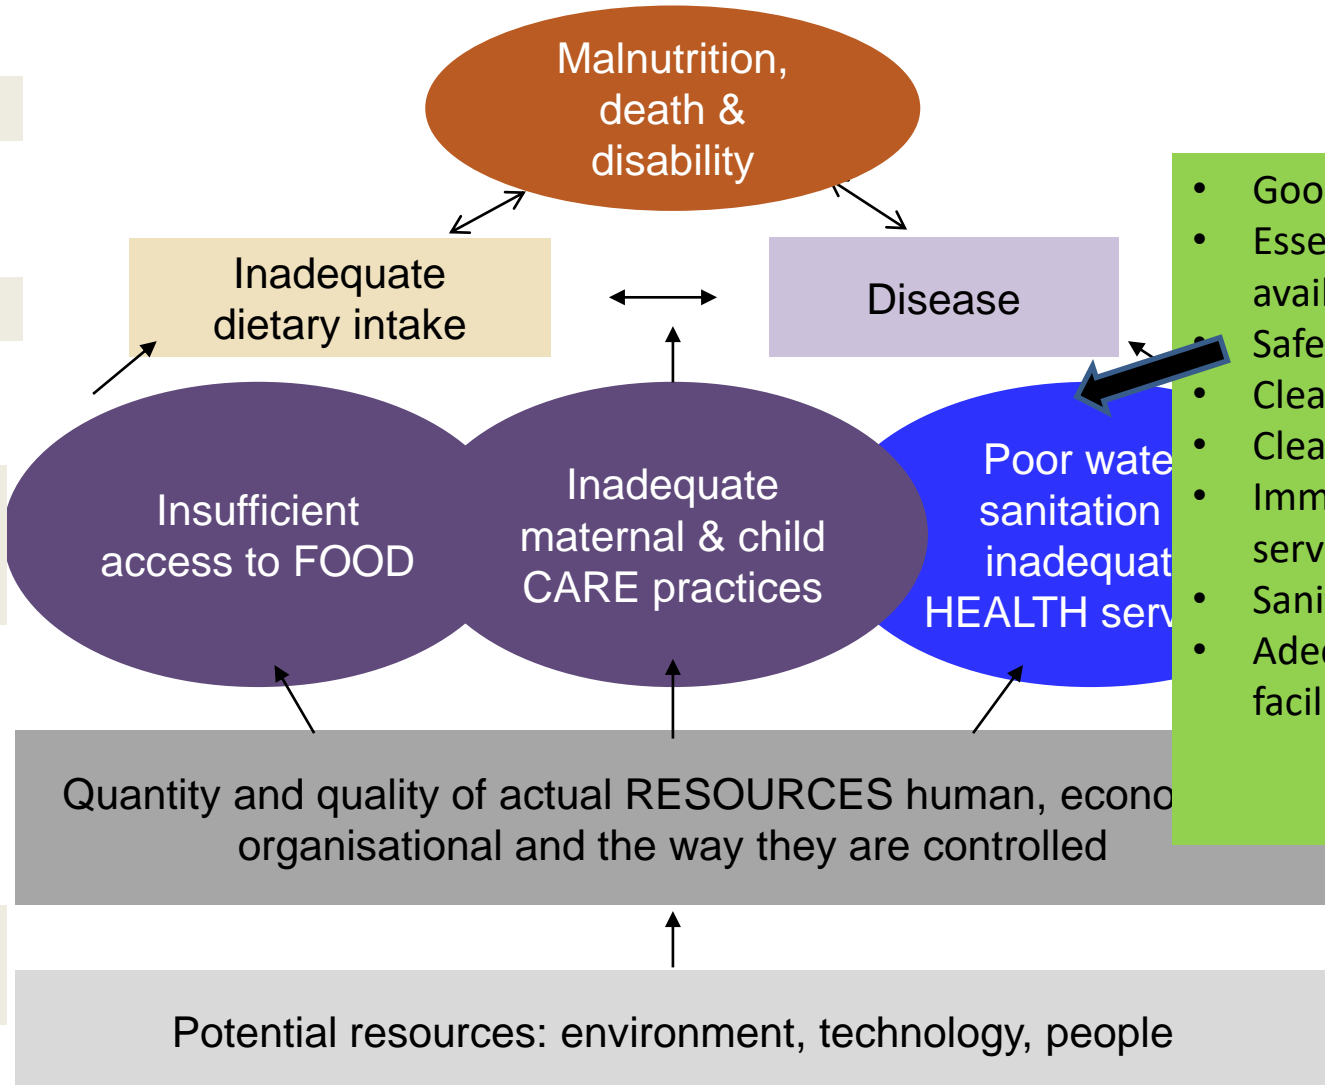 Malnutrition,
death &
disability
Inadequate
dietary intake
Disease
Insufficient
access to FOOD
Inadequate
maternal & child
CARE practices
Poor wate
sanitation
inadequat
HEALTH serv
• Goo
• Esse
avail
• Safe
• Clea
• Clea
• Imm
serv
• Sani
• Adec
facil
Quantity and quality of actual RESOURCES human, econo
organisational and the way they are controlled
Potential resources: environment, technology, people